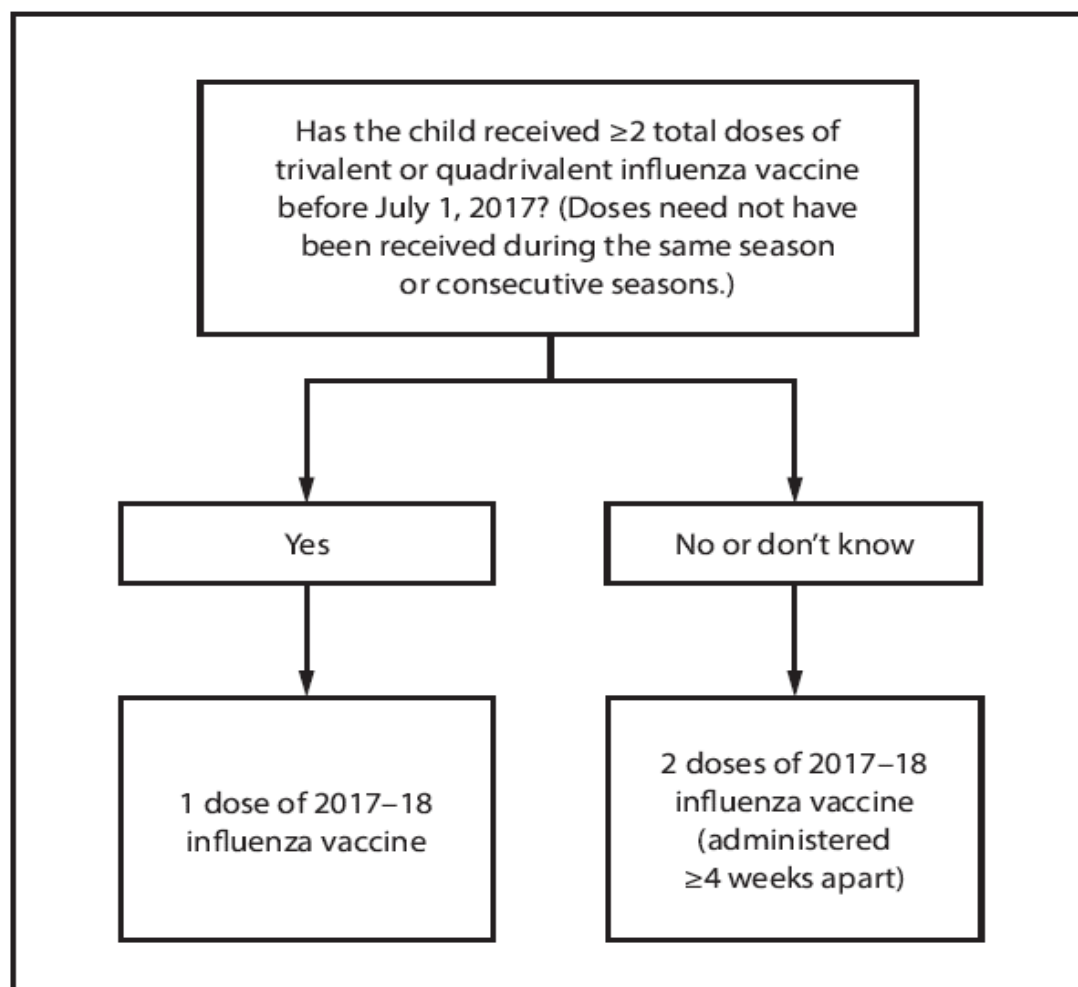 Has the child received ≥2 total doses of
trivalent or quadrivalent influenza vaccine
before July 1, 2017? (Doses need not have
been received during the same season
or consecutive seasons.)
Yes
No or don’t know
1 dose of 2017–18
influenza vaccine
2 doses of 2017–18
influenza vaccine
(administered
≥4 weeks apart)